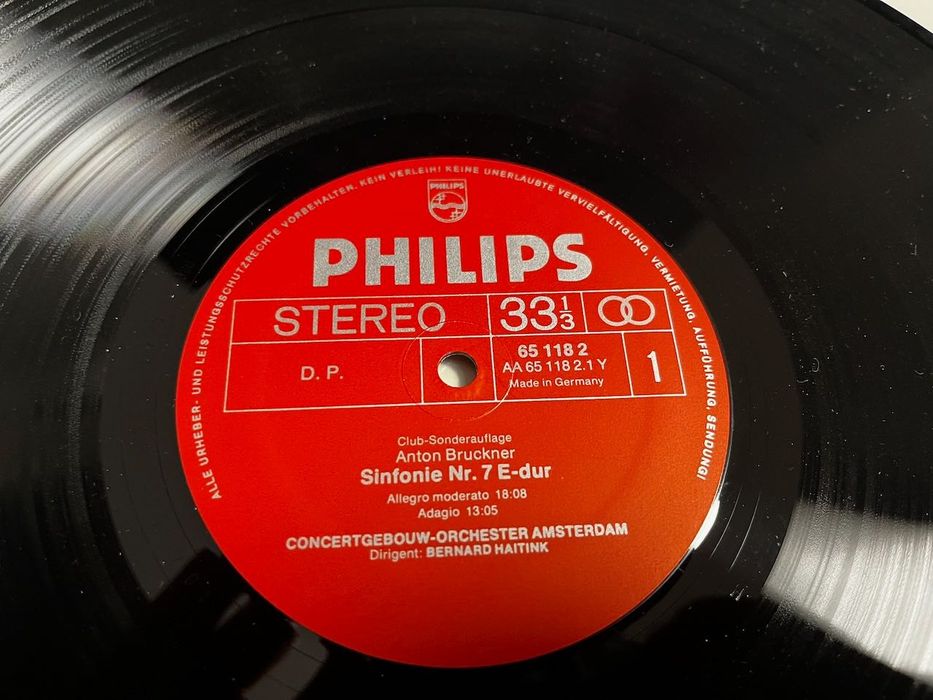 ALLE URHEBER- UND LEISTUNGSSCHUTZRECHTE VORBEHALTEN. KEIN VERLEIH! KEINE UNERLAUBTE VERVIELFÄLTIGUNG, VERMIETUNG, AUFFÜHRUNG, SENDUNG!
PHILIPS
PHILIPS
STEREO 33 1/3
D. P. 65 118 2
AA 65 118 2.1 Y
Made in Germany
1
Club-Sonderauflage
Anton Bruckner
Sinfonie Nr. 7 E-dur
Allegro moderato 18:08
Adagio 13:05
CONCERTGEBOUW-ORCHESTER AMSTERDAM
Dirigent: BERNARD HAITINK